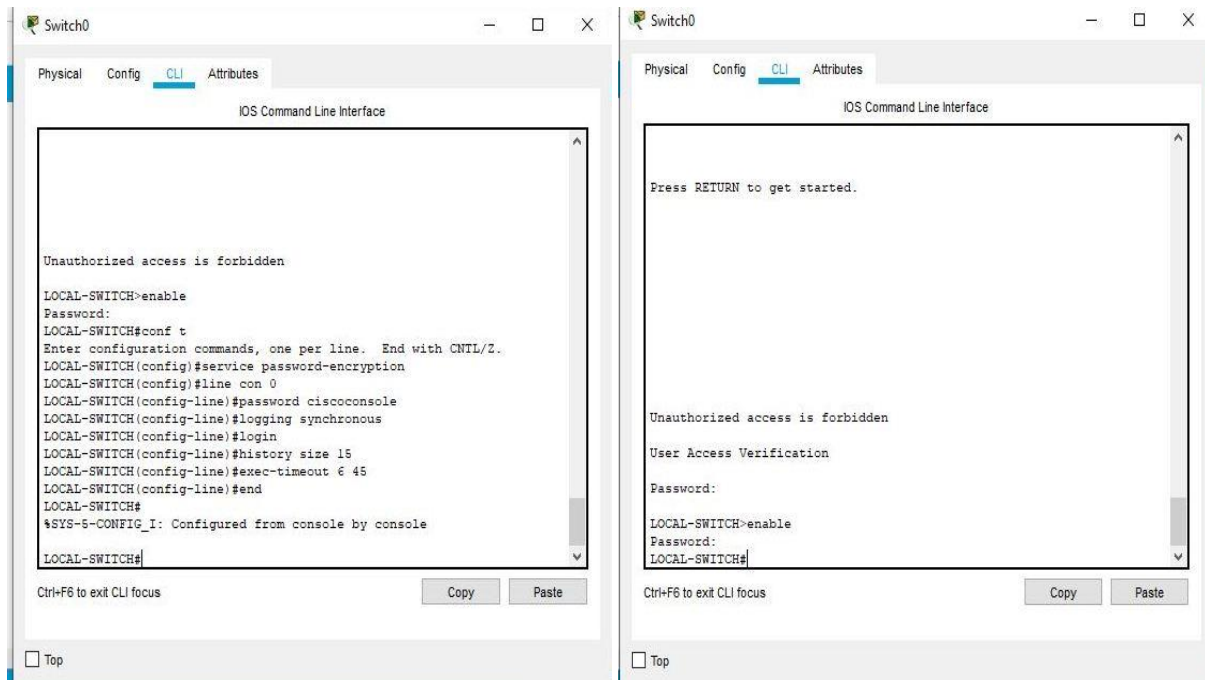 Switch0
Physical Config CLI Attributes
IOS Command Line Interface
Unauthorized access is forbidden
LOCAL-SWITCH>enable
Password:
LOCAL-SWITCH#conf t
Enter configuration commands, one per line. End with CNTL/Z.
LOCAL-SWITCH(config)#service password-encryption
LOCAL-SWITCH(config)#line con 0
LOCAL-SWITCH(config-line)#password ciscoconsole
LOCAL-SWITCH(config-line)#logging synchronous
LOCAL-SWITCH(config-line)#login
LOCAL-SWITCH(config-line)#history size 15
LOCAL-SWITCH(config-line)#exec-timeout 6 45
LOCAL-SWITCH(config-line)#end
LOCAL-SWITCH#
%SYS-5-CONFIG_I: Configured from console by console
LOCAL-SWITCH#
Ctrl+F6 to exit CLI focus
Copy Paste
Top
Switch0
Physical Config CLI Attributes
IOS Command Line Interface
Press RETURN to get started.
Unauthorized access is forbidden
User Access Verification
Password:
LOCAL-SWITCH>enable
Password:
LOCAL-SWITCH#
Ctrl+F6 to exit CLI focus
Copy Paste
Top